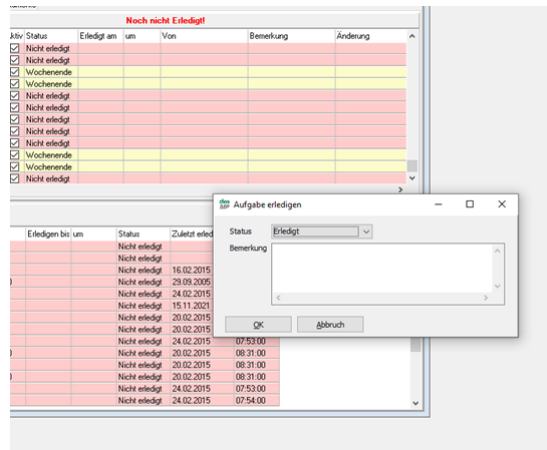 Noch nicht Erledigt!
Status Erledigt am um Von Bemerkung Änderung
Nicht erledigt
Nicht erledigt
Wochenende
Wochenende
Nicht erledigt
Nicht erledigt
Nicht erledigt
Nicht erledigt
Nicht erledigt
Wochenende
Wochenende
Nicht erledigt
Aufgabe erledigen
Status Erledigt
Bemerkung
OK Abbruch
Erledigen bis um Status Zuletzt erled
Nicht erledigt
Nicht erledigt
Nicht erledigt 16.02.2015
Nicht erledigt 29.09.2005
Nicht erledigt 24.02.2015
Nicht erledigt 15.11.2021
Nicht erledigt 20.02.2015
Nicht erledigt 20.02.2015
Nicht erledigt 24.02.2015 07:53:00
Nicht erledigt 20.02.2015 08:31:00
Nicht erledigt 20.02.2015 08:31:00
Nicht erledigt 20.02.2015 08:31:00
Nicht erledigt 24.02.2015 07:53:00
Nicht erledigt 24.02.2015 07:54:00